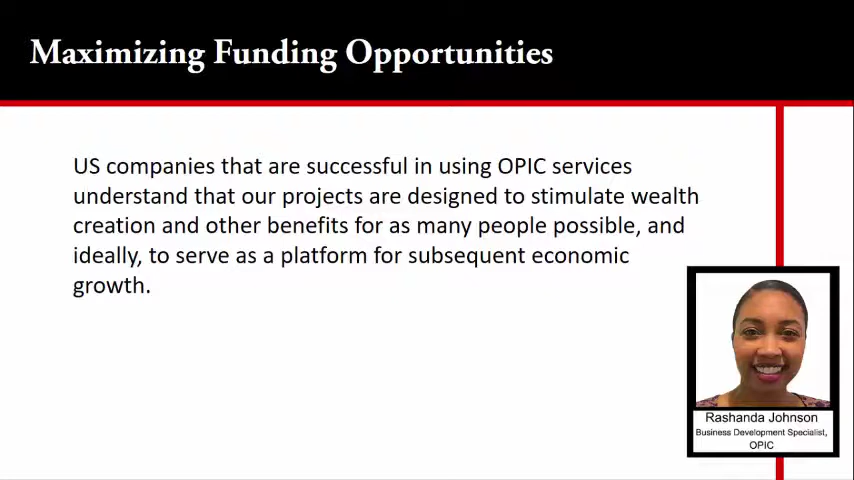 Maximizing Funding Opportunities
US companies that are successful in using OPIC services
understand that our projects are designed to stimulate wealth
creation and other benefits for as many people possible, and
ideally, to serve as a platform for subsequent economic
growth.
Rashanda Johnson
Business Development Specialist,
OPIC